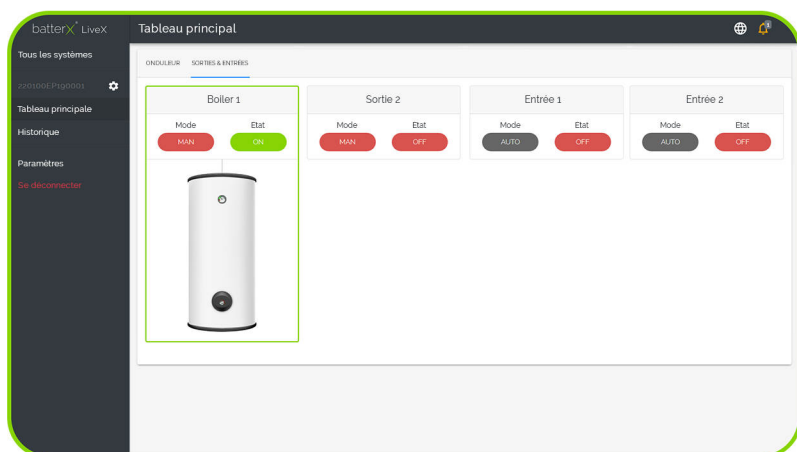 batterX LiveX
Tableau principal
Tous les systèmes
220100EP190001
Tableau principale
Historique
Paramètres
Se déconnecter
ONDULEUR SORTIES & ENTREES
Boiler 1
Mode Etat
MAN ON
Sortie 2
Mode Etat
MAN OFF
Entrée 1
Mode Etat
AUTO OFF
Entrée 2
Mode Etat
AUTO OFF